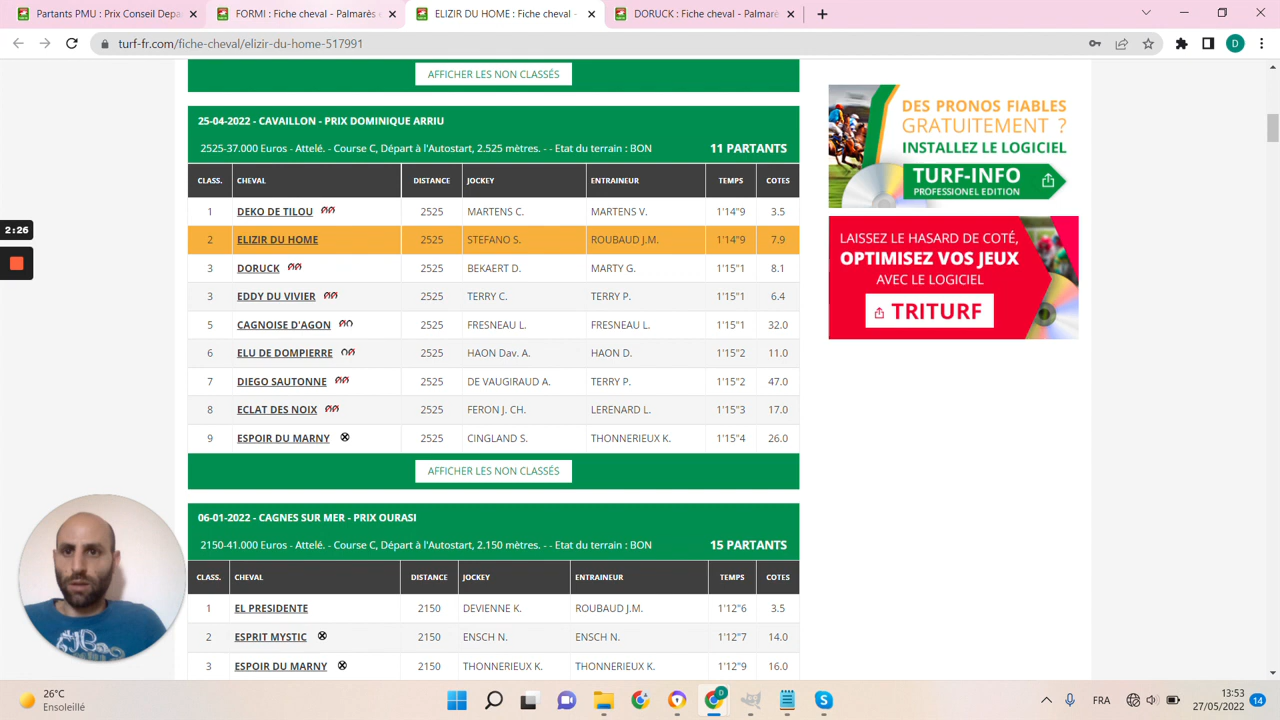 Partants PMU : Prix Conseil Depa
FORMI : Fiche cheval - Palmarès
ELIZIR DU HOME : Fiche cheval -
DORUCK : Fiche cheval - Palmarè
turf-fr.com/fiche-cheval/elizir-du-home-517991
D
AFFICHER LES NON CLASSÉS
25-04-2022 - CAVAILLON - PRIX DOMINIQUE ARRIU
2525-37.000 Euros - Attelé. - Course C, Départ à l'Autostart, 2.525 mètres. - - Etat du terrain : BON 11 PARTANTS
CLASS. CHEVAL DISTANCE JOCKEY ENTRAINEUR TEMPS COTES
1 DEKO DE TILOU 2525 MARTENS C. MARTENS V. 1'14"9 3.5
2 ELIZIR DU HOME 2525 STEFANO S. ROUBAUD J.M. 1'14"9 7.9
3 DORUCK 2525 BEKAERT D. MARTY G. 1'15"1 8.1
3 EDDY DU VIVIER 2525 TERRY C. TERRY P. 1'15"1 6.4
5 CAGNOISE D'AGON 2525 FRESNEAU L. FRESNEAU L. 1'15"1 32.0
6 ELU DE DOMPIERRE 2525 HAON Dav. A. HAON D. 1'15"2 11.0
7 DIEGO SAUTONNE 2525 DE VAUGIRAUD A. TERRY P. 1'15"2 47.0
8 ECLAT DES NOIX 2525 FERON J. CH. LERENARD L. 1'15"3 17.0
9 ESPOIR DU MARNY 2525 CINGLAND S. THONNERIEUX K. 1'15"4 26.0
AFFICHER LES NON CLASSÉS
06-01-2022 - CAGNES SUR MER - PRIX OURASI
2150-41.000 Euros - Attelé. - Course C, Départ à l'Autostart, 2.150 mètres. - - Etat du terrain : BON 15 PARTANTS
CLASS. CHEVAL DISTANCE JOCKEY ENTRAINEUR TEMPS COTES
1 EL PRESIDENTE 2150 DEVIENNE K. ROUBAUD J.M. 1'12"6 3.5
2 ESPRIT MYSTIC 2150 ENSCH N. ENSCH N. 1'12"7 14.0
3 ESPOIR DU MARNY 2150 THONNERIEUX K. THONNERIEUX K. 1'12"9 16.0
DES PRONOS FIABLES
GRATUITEMENT ?
INSTALLEZ LE LOGICIEL
TURF-INFO
PROFESSIONEL EDITION
LAISSEZ LE HASARD DE COTÉ,
OPTIMISEZ VOS JEUX
AVEC LE LOGICIEL
TRITURF
2:26
26°C
Ensoleillé
D
FRA
13:53
27/05/2022
14